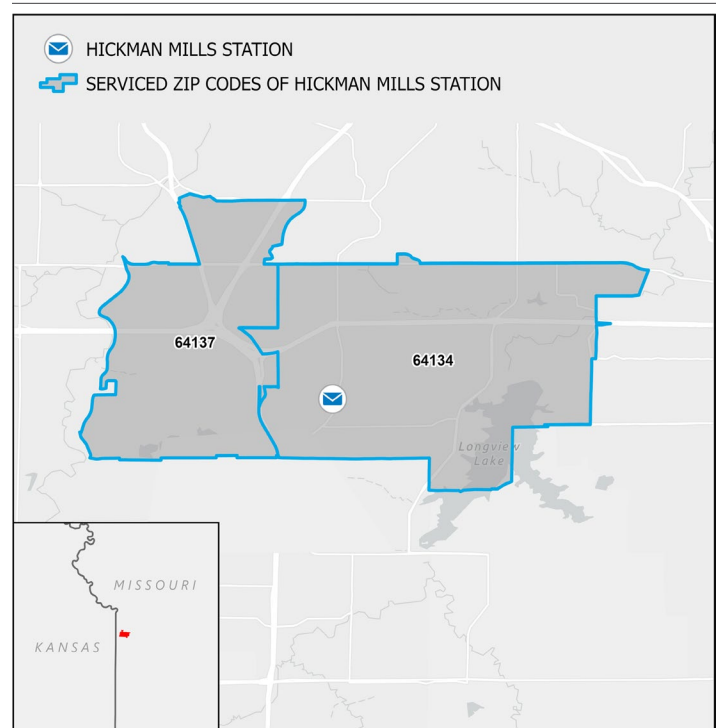 HICKMAN MILLS STATION
SERVICED ZIP CODES OF HICKMAN MILLS STATION
64137
64134
Longview
Lake
MISSOURI
KANSAS